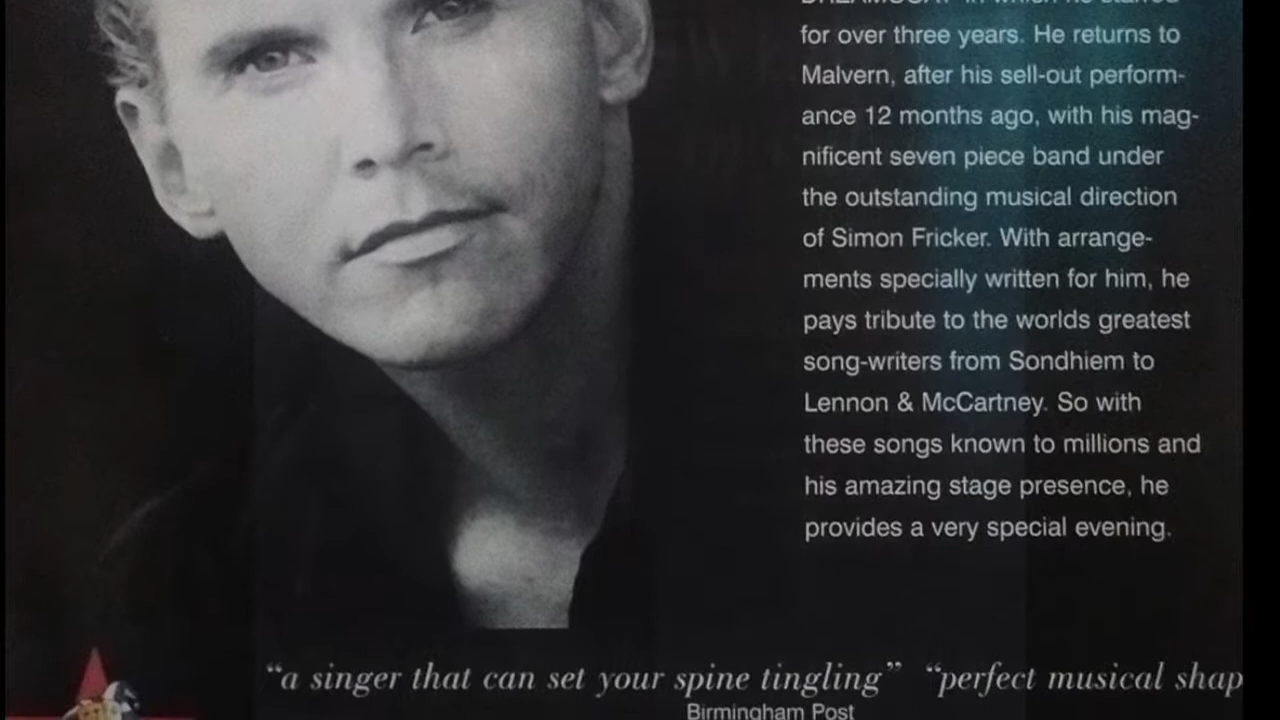 for over three years. He returns to
Malvern, after his sell-out perform-
ance 12 months ago, with his mag-
nificent seven piece band under
the outstanding musical direction
of Simon Fricker. With arrange-
ments specially written for him, he
pays tribute to the worlds greatest
song-writers from Sondhiem to
Lennon & McCartney. So with
these songs known to millions and
his amazing stage presence, he
provides a very special evening.
“a singer that can set your spine tingling” “perfect musical shap
Birmingham Post